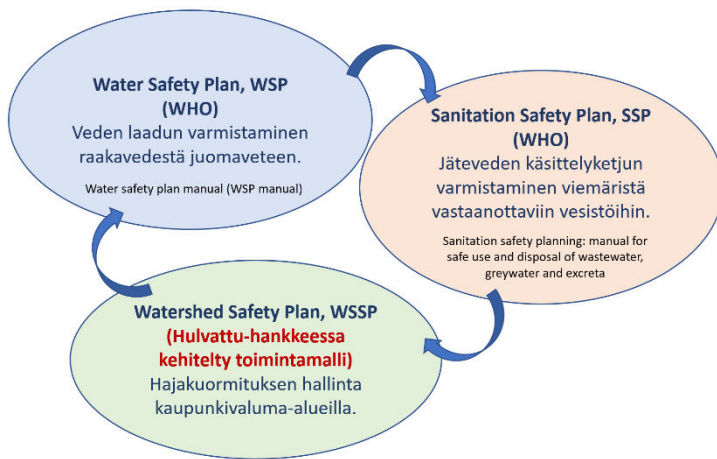 Water Safety Plan, WSP
(WHO)
Veden laadun varmistaminen
raakavedestä juomaveteen.
Water safety plan manual (WSP manual)
Sanitation Safety Plan, SSP
(WHO)
Jäteveden käsittelyketjun
varmistaminen viemäristä
vastaanottaviin vesistöihin.
Sanitation safety planning: manual for
safe use and disposal of wastewater,
greywater and excreta
Watershed Safety Plan, WSSP
(Hulvattu-hankkeessa
kehitelty toimintamalli)
Hajakuormituksen hallinta
kaupunkivaluma-alueilla.